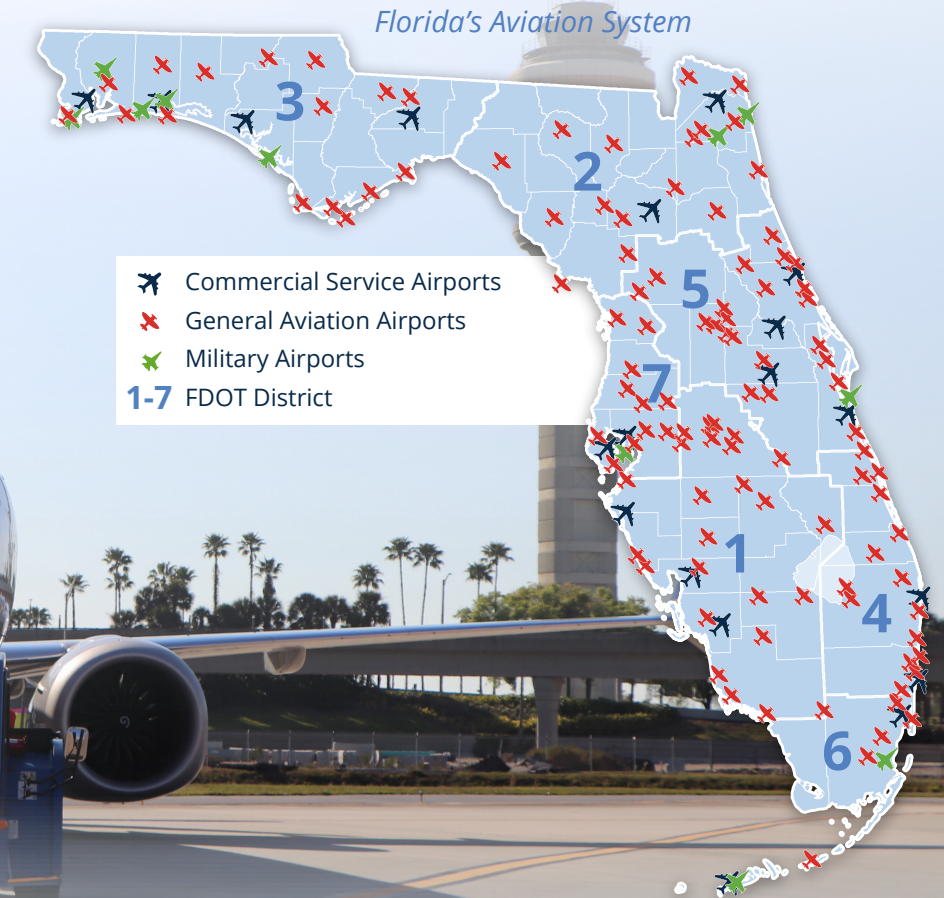 Florida’s Aviation System
3
2
5
Commercial Service Airports
General Aviation Airports
Military Airports
1-7 FDOT District
7
1
4
6